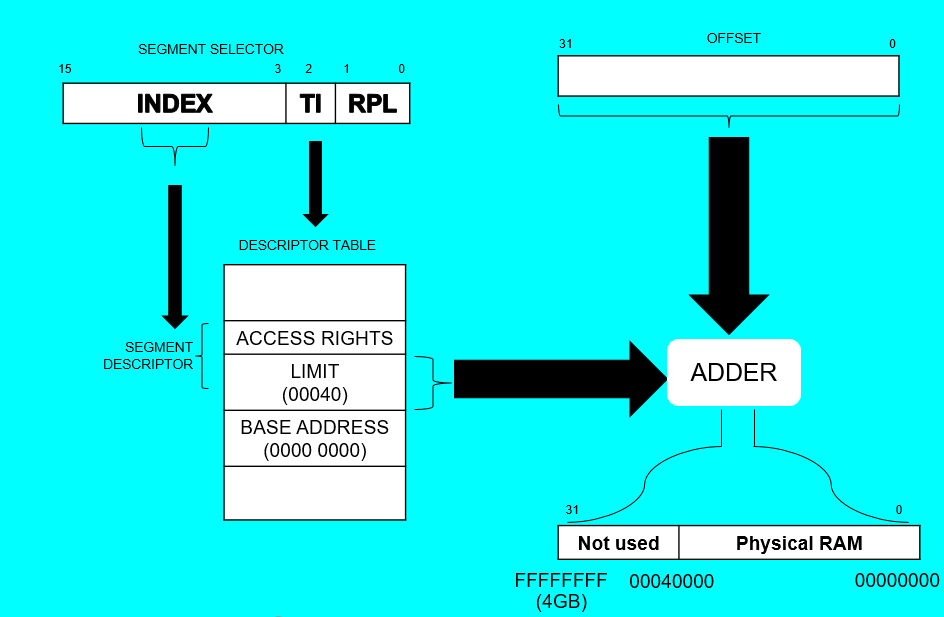 SEGMENT SELECTOR
15
3
2
1
0
INDEX
TI
RPL
OFFSET
31
0
DESCRIPTOR TABLE
SEGMENT
DESCRIPTOR
ACCESS RIGHTS
LIMIT
(00040)
BASE ADDRESS
(0000 0000)
ADDER
31
0
Not used
Physical RAM
FFFFFFFF
(4GB)
00040000
00000000